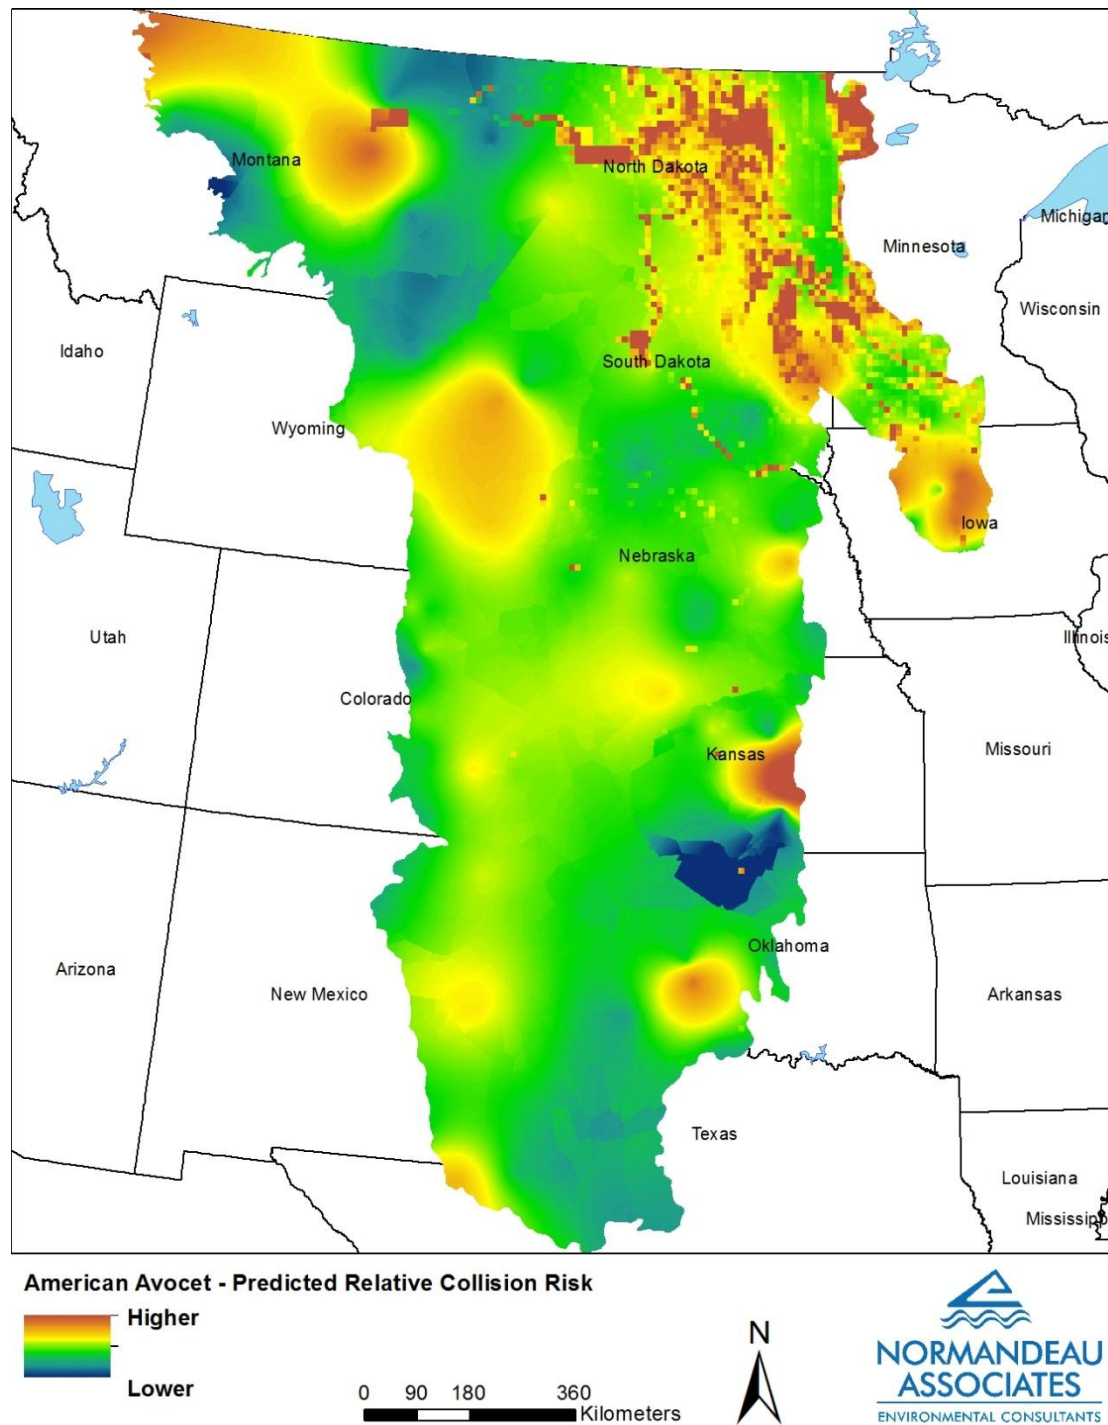 Montana
North Dakota
Michigan
Minnesota
Wisconsin
Idaho
South Dakota
Wyoming
Iowa
Nebraska
Utah
Illinois
Colorado
Kansas
Missouri
Oklahoma
Arizona
New Mexico
Arkansas
Texas
Louisiana
Mississipp
American Avocet - Predicted Relative Collision Risk
Higher
Lower
0 90 180 360
Kilometers
N
NORMANDEAU
ASSOCIATES
ENVIRONMENTAL CONSULTANTS